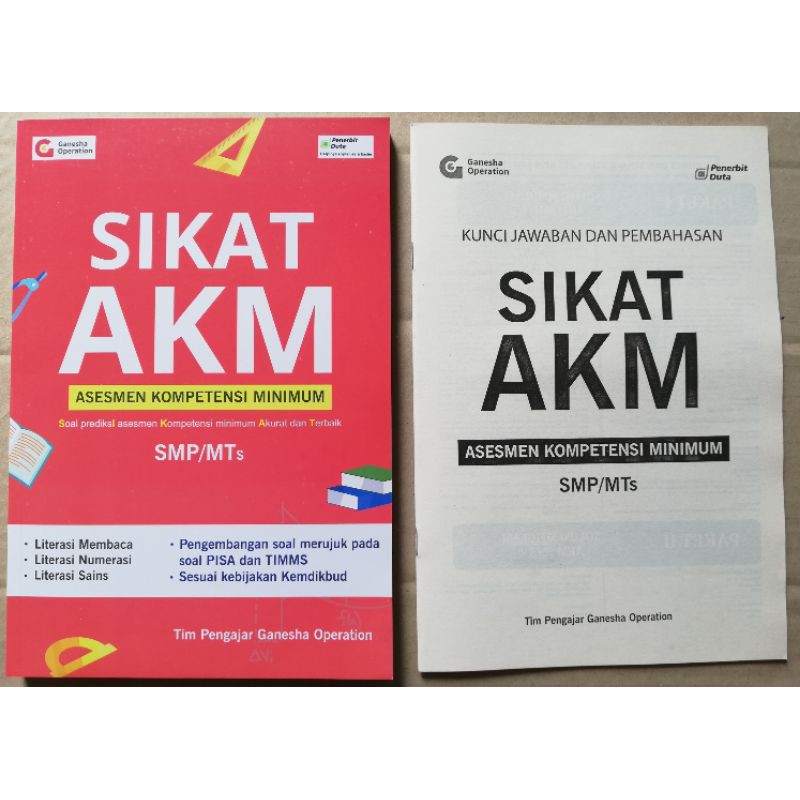 Ganesha
Operation
Penerbit
Duta
SIKAT
AKM
ASESMEN KOMPETENSI MINIMUM
Soal prediksI asesmen Kompetensi minimum Akurat dan Terbaik
SMP/MTs
• Literasi Membaca
• Literasi Numerasi
• Literasi Sains
• Pengembangan soal merujuk pada
soal PISA dan TIMMS
• Sesuai kebijakan Kemdikbud
Tim Pengajar Ganesha Operation
Ganesha
Operation
Penerbit
Duta
KUNCI JAWABAN DAN PEMBAHASAN
SIKAT
AKM
ASESMEN KOMPETENSI MINIMUM
SMP/MTs
Tim Pengajar Ganesha Operation